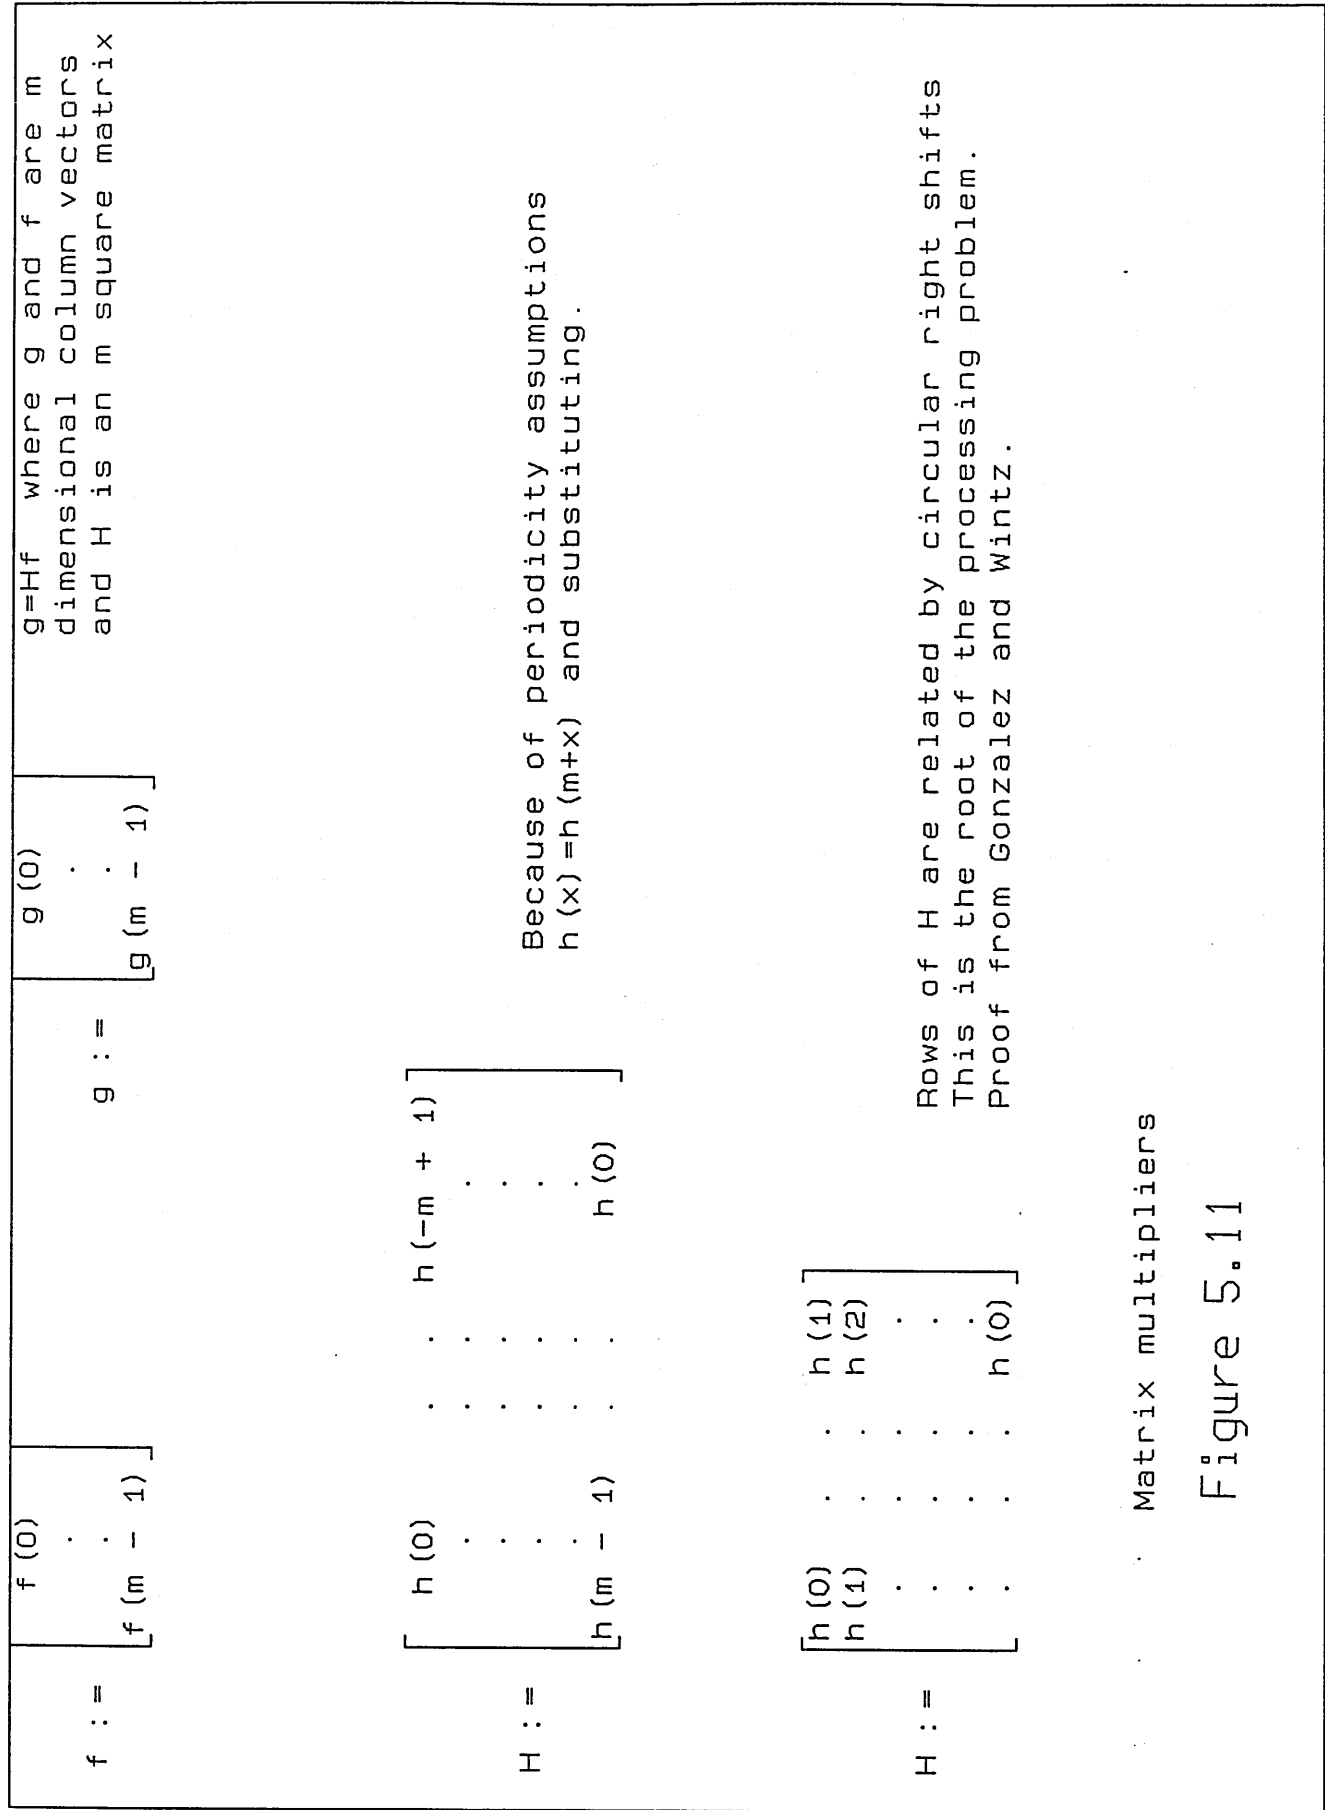 f := f(0) . . f(m - 1)
g := g(0) . . g(m - 1)
g=Hf where g and f are m
dimensional column vectors
and H is an m square matrix
H := h(0) . . h(-m + 1)
. . . .
. . . .
. . . .
. . . .
h(m - 1) . . h(0)
Because of periodicity assumptions
h(x)=h(m+x) and substituting.
H := h(0) . . h(1)
h(1) . . h(2)
. . . .
. . . .
. . . .
. . . h(0)
Rows of H are related by circular right shifts
This is the root of the processing problem.
Proof from Gonzalez and Wintz.
Matrix multipliers
Figure 5.11